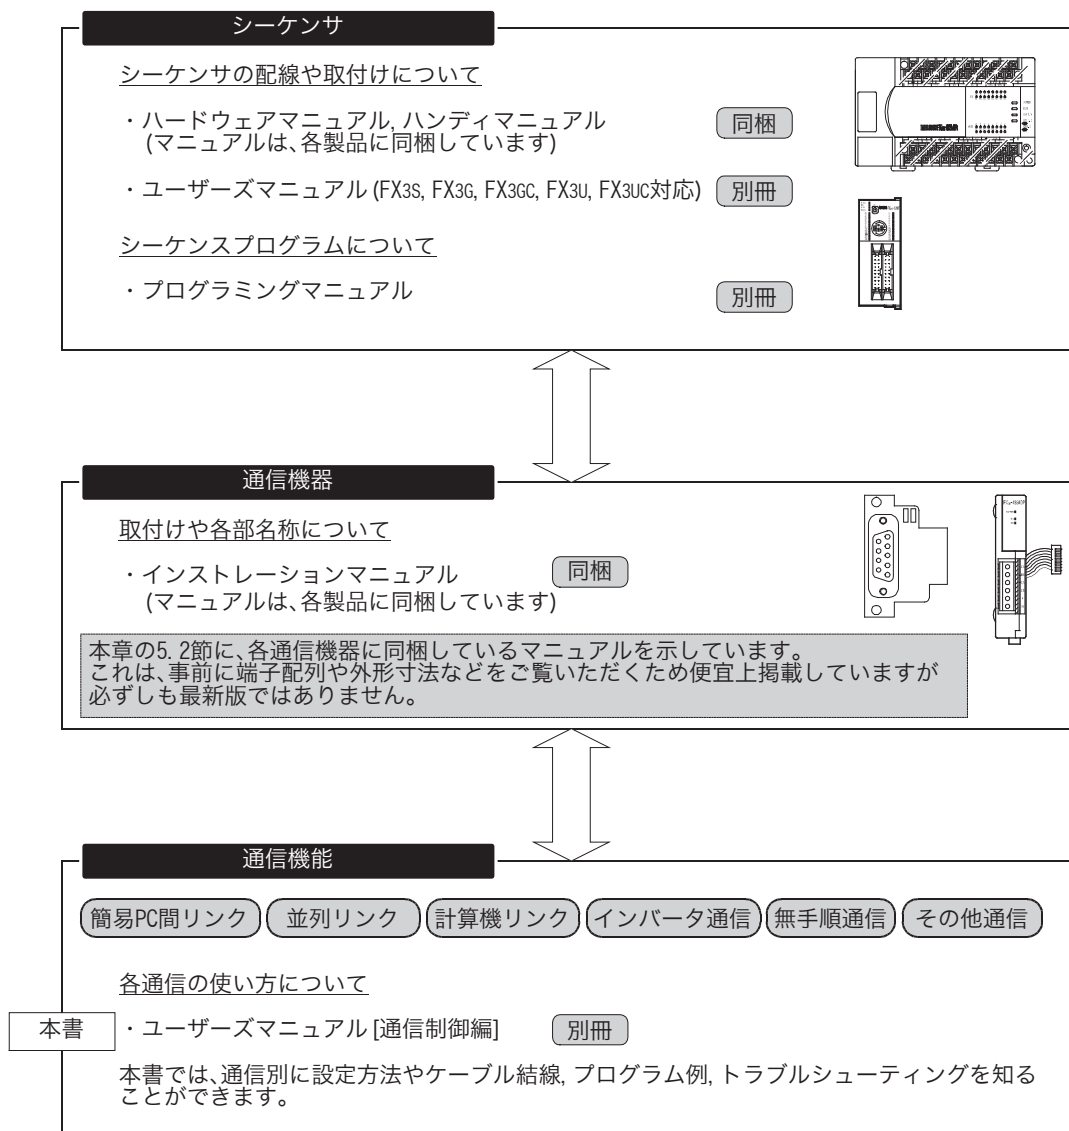 シーケンサ
シーケンサの配線や取付けについて
・ハードウェアマニュアル, ハンディマニュアル
(マニュアルは、各製品に同梱しています)
同梱
・ユーザーズマニュアル (FX3S, FX3G, FX3GC, FX3U, FX3UC対応)
別冊
シーケンスプログラムについて
・プログラミングマニュアル
別冊
通信機器
取付けや各部名称について
・インストレーションマニュアル
(マニュアルは、各製品に同梱しています)
同梱
本章の5.2節に、各通信機器に同梱しているマニュアルを示しています。
これは、事前に端子配列や外形寸法などをご覧いただくため便宜上掲載していますが
必ずしも最新版ではありません。
通信機能
簡易PC間リンク 並列リンク 計算機リンク インバータ通信 無手順通信 その他通信
各通信の使い方について
本書
・ユーザーズマニュアル [通信制御編]
別冊
本書では、通信別に設定方法やケーブル結線, プログラム例, トラブルシューティングを知る
ことができます。